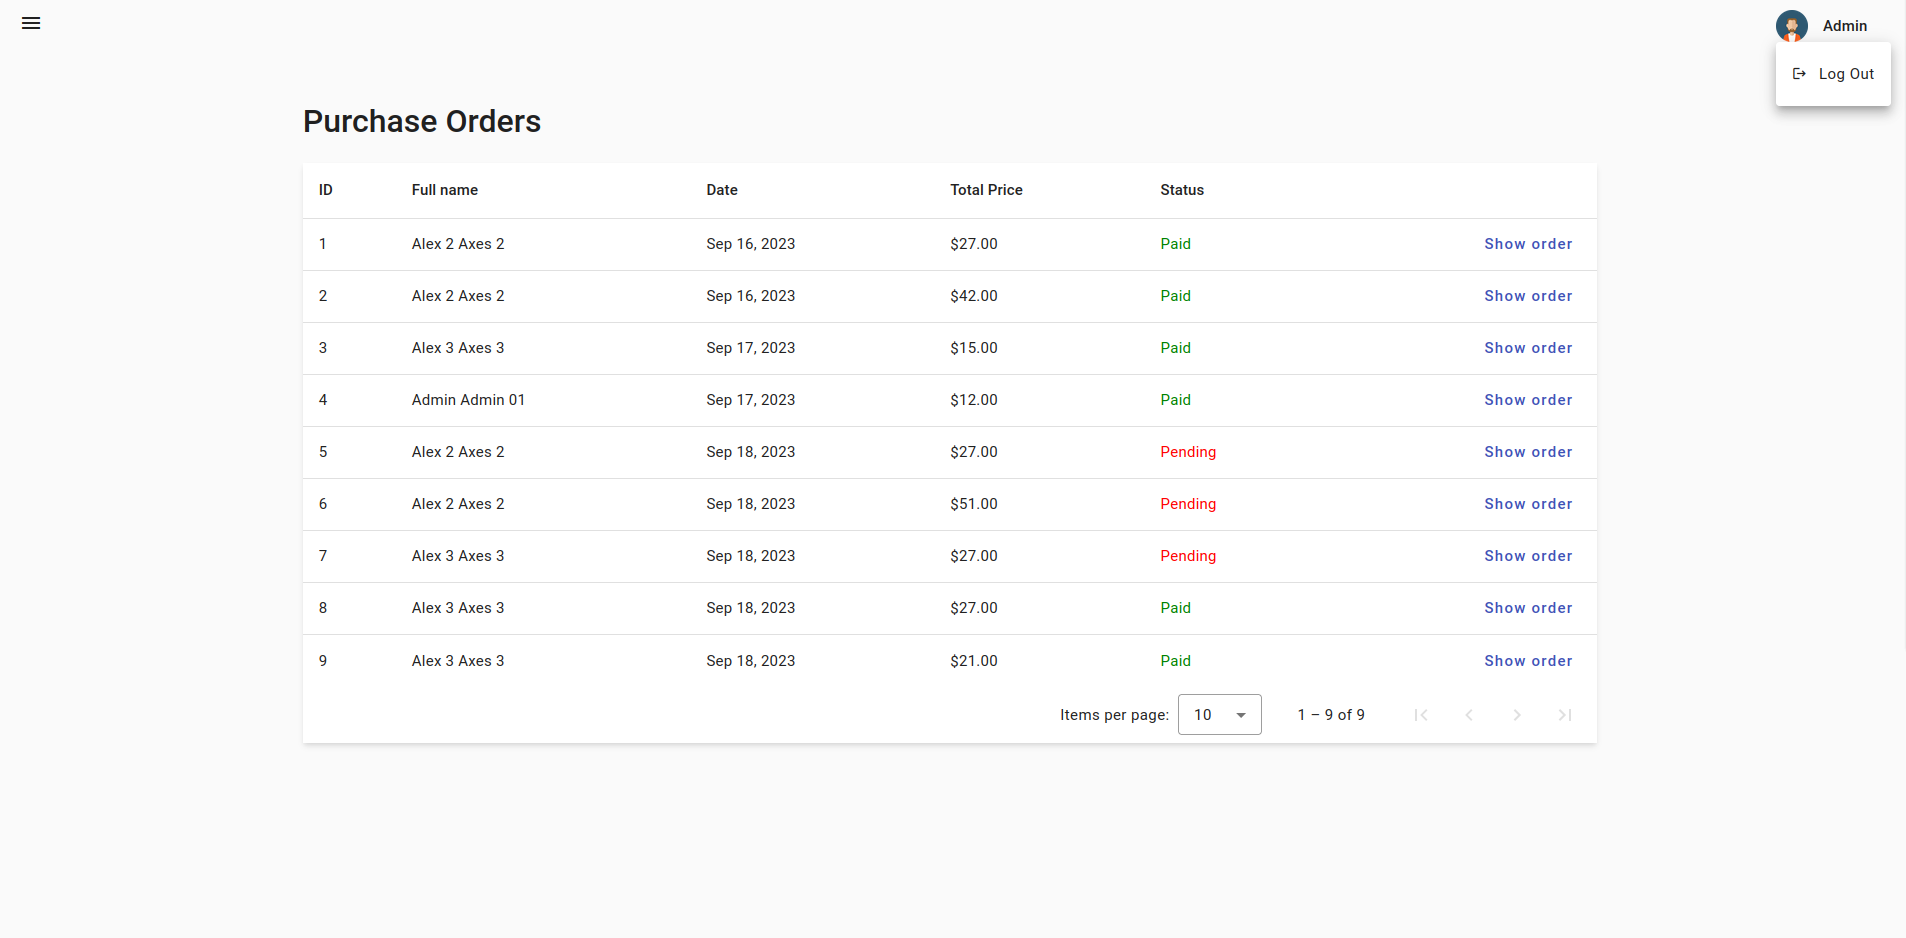 Admin
Log Out
Purchase Orders
ID Full name Date Total Price Status
1 Alex 2 Axes 2 Sep 16, 2023 $27.00 Paid Show order
2 Alex 2 Axes 2 Sep 16, 2023 $42.00 Paid Show order
3 Alex 3 Axes 3 Sep 17, 2023 $15.00 Paid Show order
4 Admin Admin 01 Sep 17, 2023 $12.00 Paid Show order
5 Alex 2 Axes 2 Sep 18, 2023 $27.00 Pending Show order
6 Alex 2 Axes 2 Sep 18, 2023 $51.00 Pending Show order
7 Alex 3 Axes 3 Sep 18, 2023 $27.00 Pending Show order
8 Alex 3 Axes 3 Sep 18, 2023 $27.00 Paid Show order
9 Alex 3 Axes 3 Sep 18, 2023 $21.00 Paid Show order
Items per page: 10 1 – 9 of 9